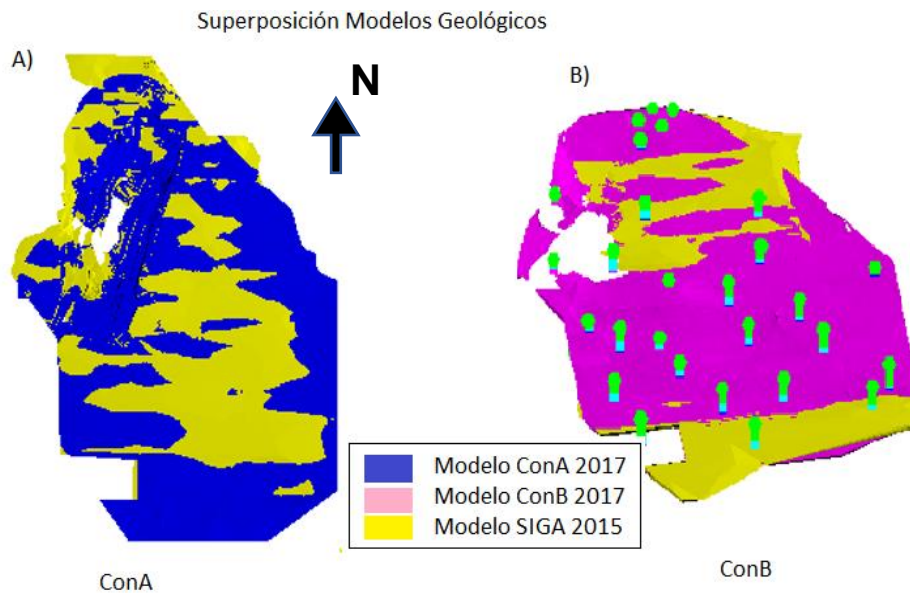 Superposición Modelos Geológicos
A)
N
B)
Modelo ConA 2017
Modelo ConB 2017
Modelo SIGA 2015
ConA
ConB